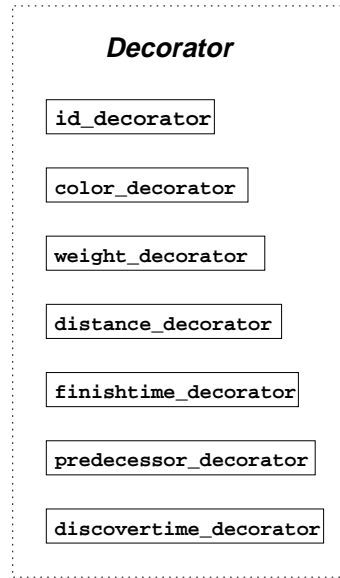 Decorator
id_decorator
color_decorator
weight_decorator
distance_decorator
finishtime_decorator
predecessor_decorator
discovertime_decorator